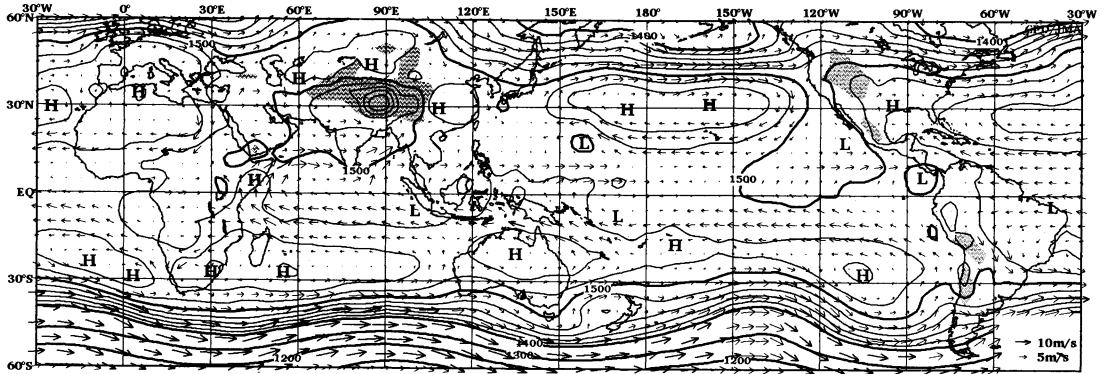 30°W 0° 30°E 60°E 90°E 120°E 150°E 180° 150°W 120°W 90°W 60°W 30°W
60°N
1500 1400 1400
H H H
30°N H H H H H H
L L
1500 1500
H L
EQ
L L L
H
H H H
30°S H H H H
1500
1400
1300
1200 1200
60°S
10m/s
5m/s